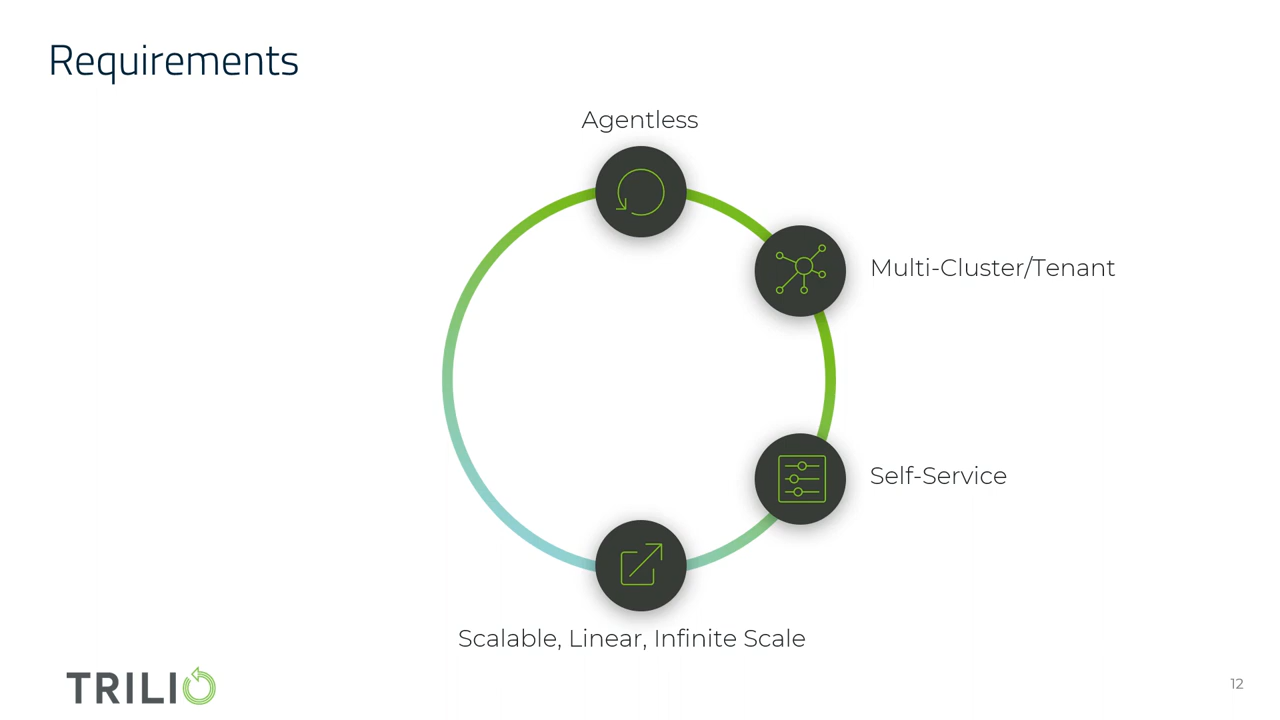 Requirements
Agentless
Multi-Cluster/Tenant
Self-Service
Scalable, Linear, Infinite Scale
TRILIO
12